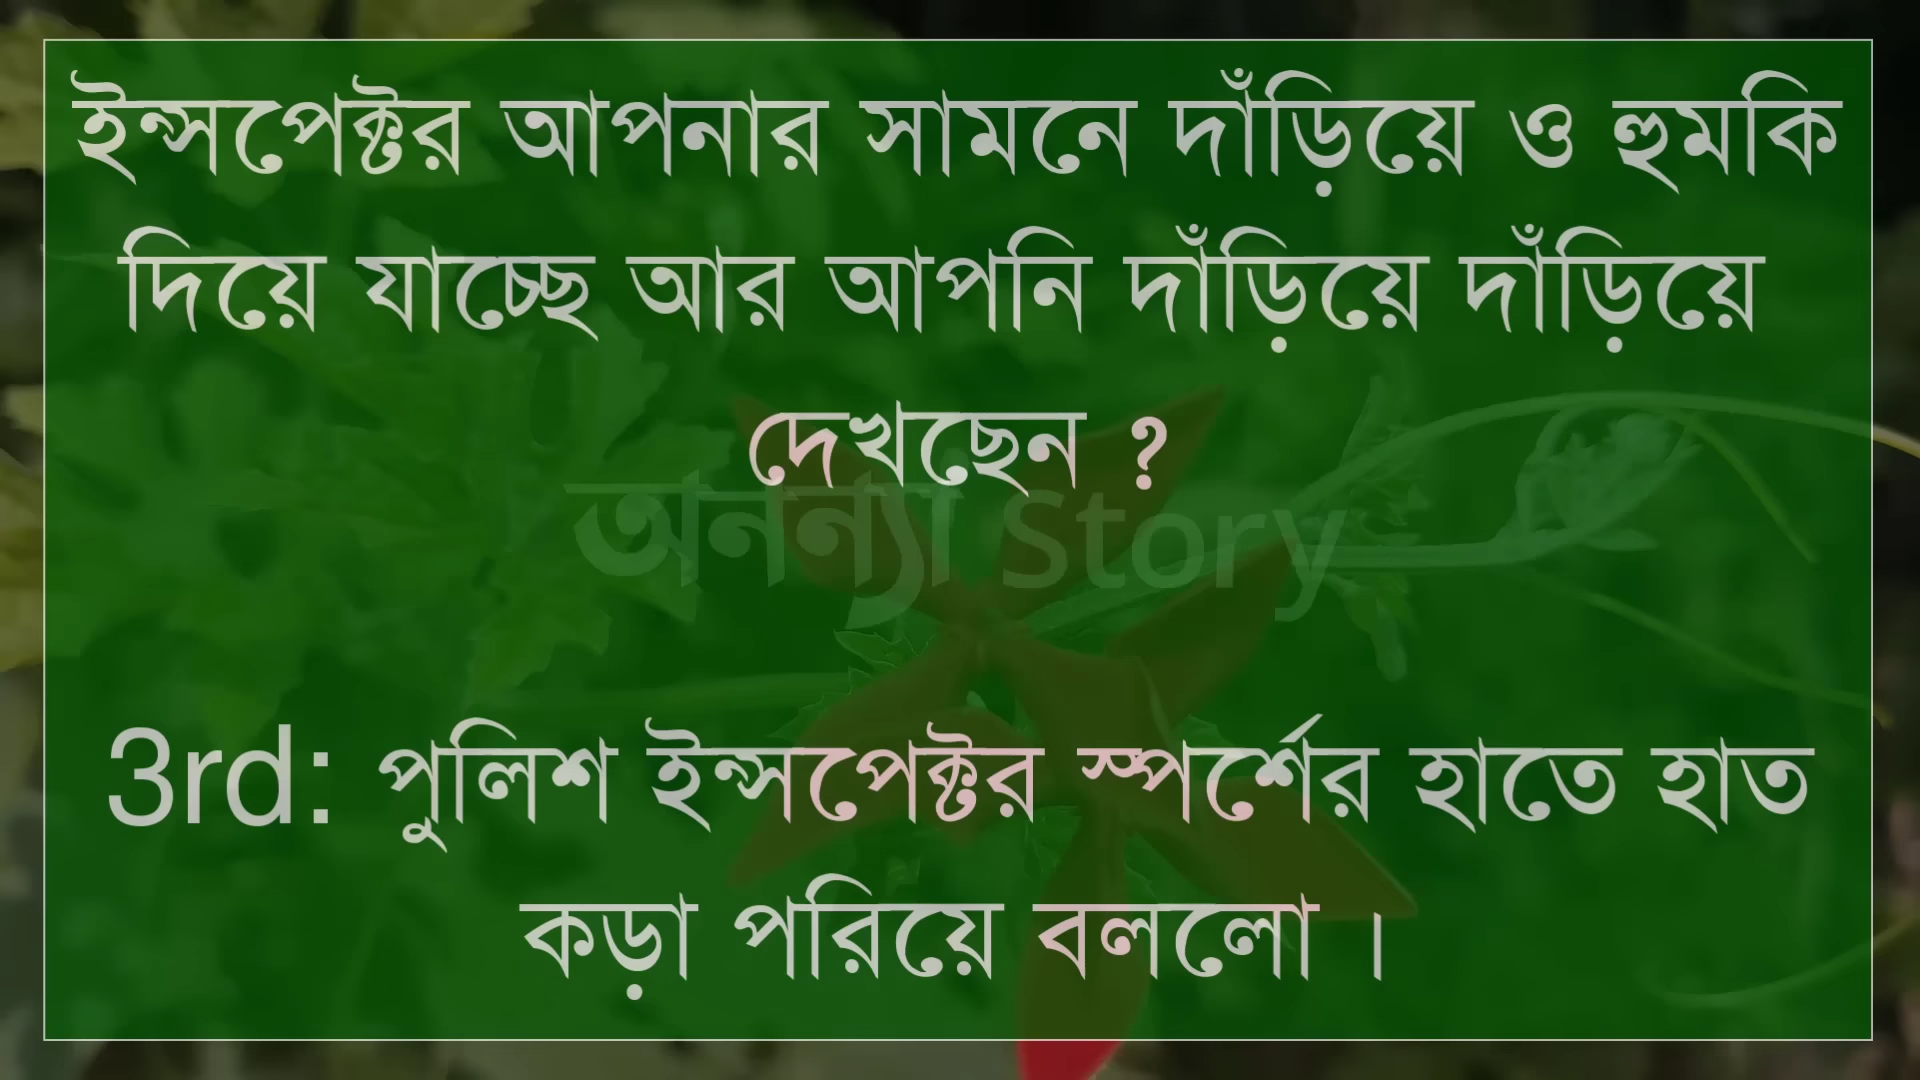 ইন্সপেক্টর আপনার সামনে দাঁড়িয়ে ও হুমকি
দিয়ে যাচ্ছে আর আপনি দাঁড়িয়ে দাঁড়িয়ে
দেখছেন ?
অনন্যা Story
3rd: পুলিশ ইন্সপেক্টর স্পর্শের হাতে হাত
কড়া পরিয়ে বললো ।